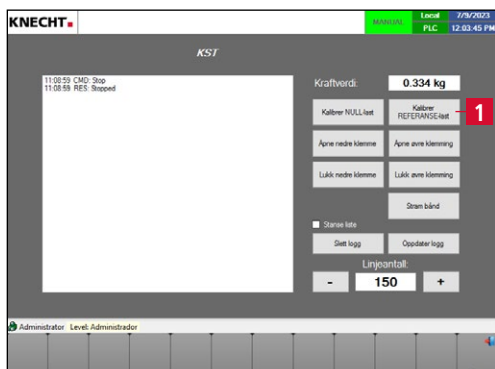 KNECHT
MANUAL
Local
7/9/2023
PLC
12:03:45 PM
KST
11:08:59 CMD: Stop
11:08:59 RES: Stopped
Kraftverdi:
0.334 kg
Kalibrer NULL-last
Kalibrer
REFERANSE-last
1
Åpne nedre klemme
Åpne øvre klemming
Lukk nedre klemme
Lukk øvre klemming
Stram bånd
Stanse liste
Slett logg
Oppdater logg
Linjeantall:
-
150
+
Administrator Level: Administrador